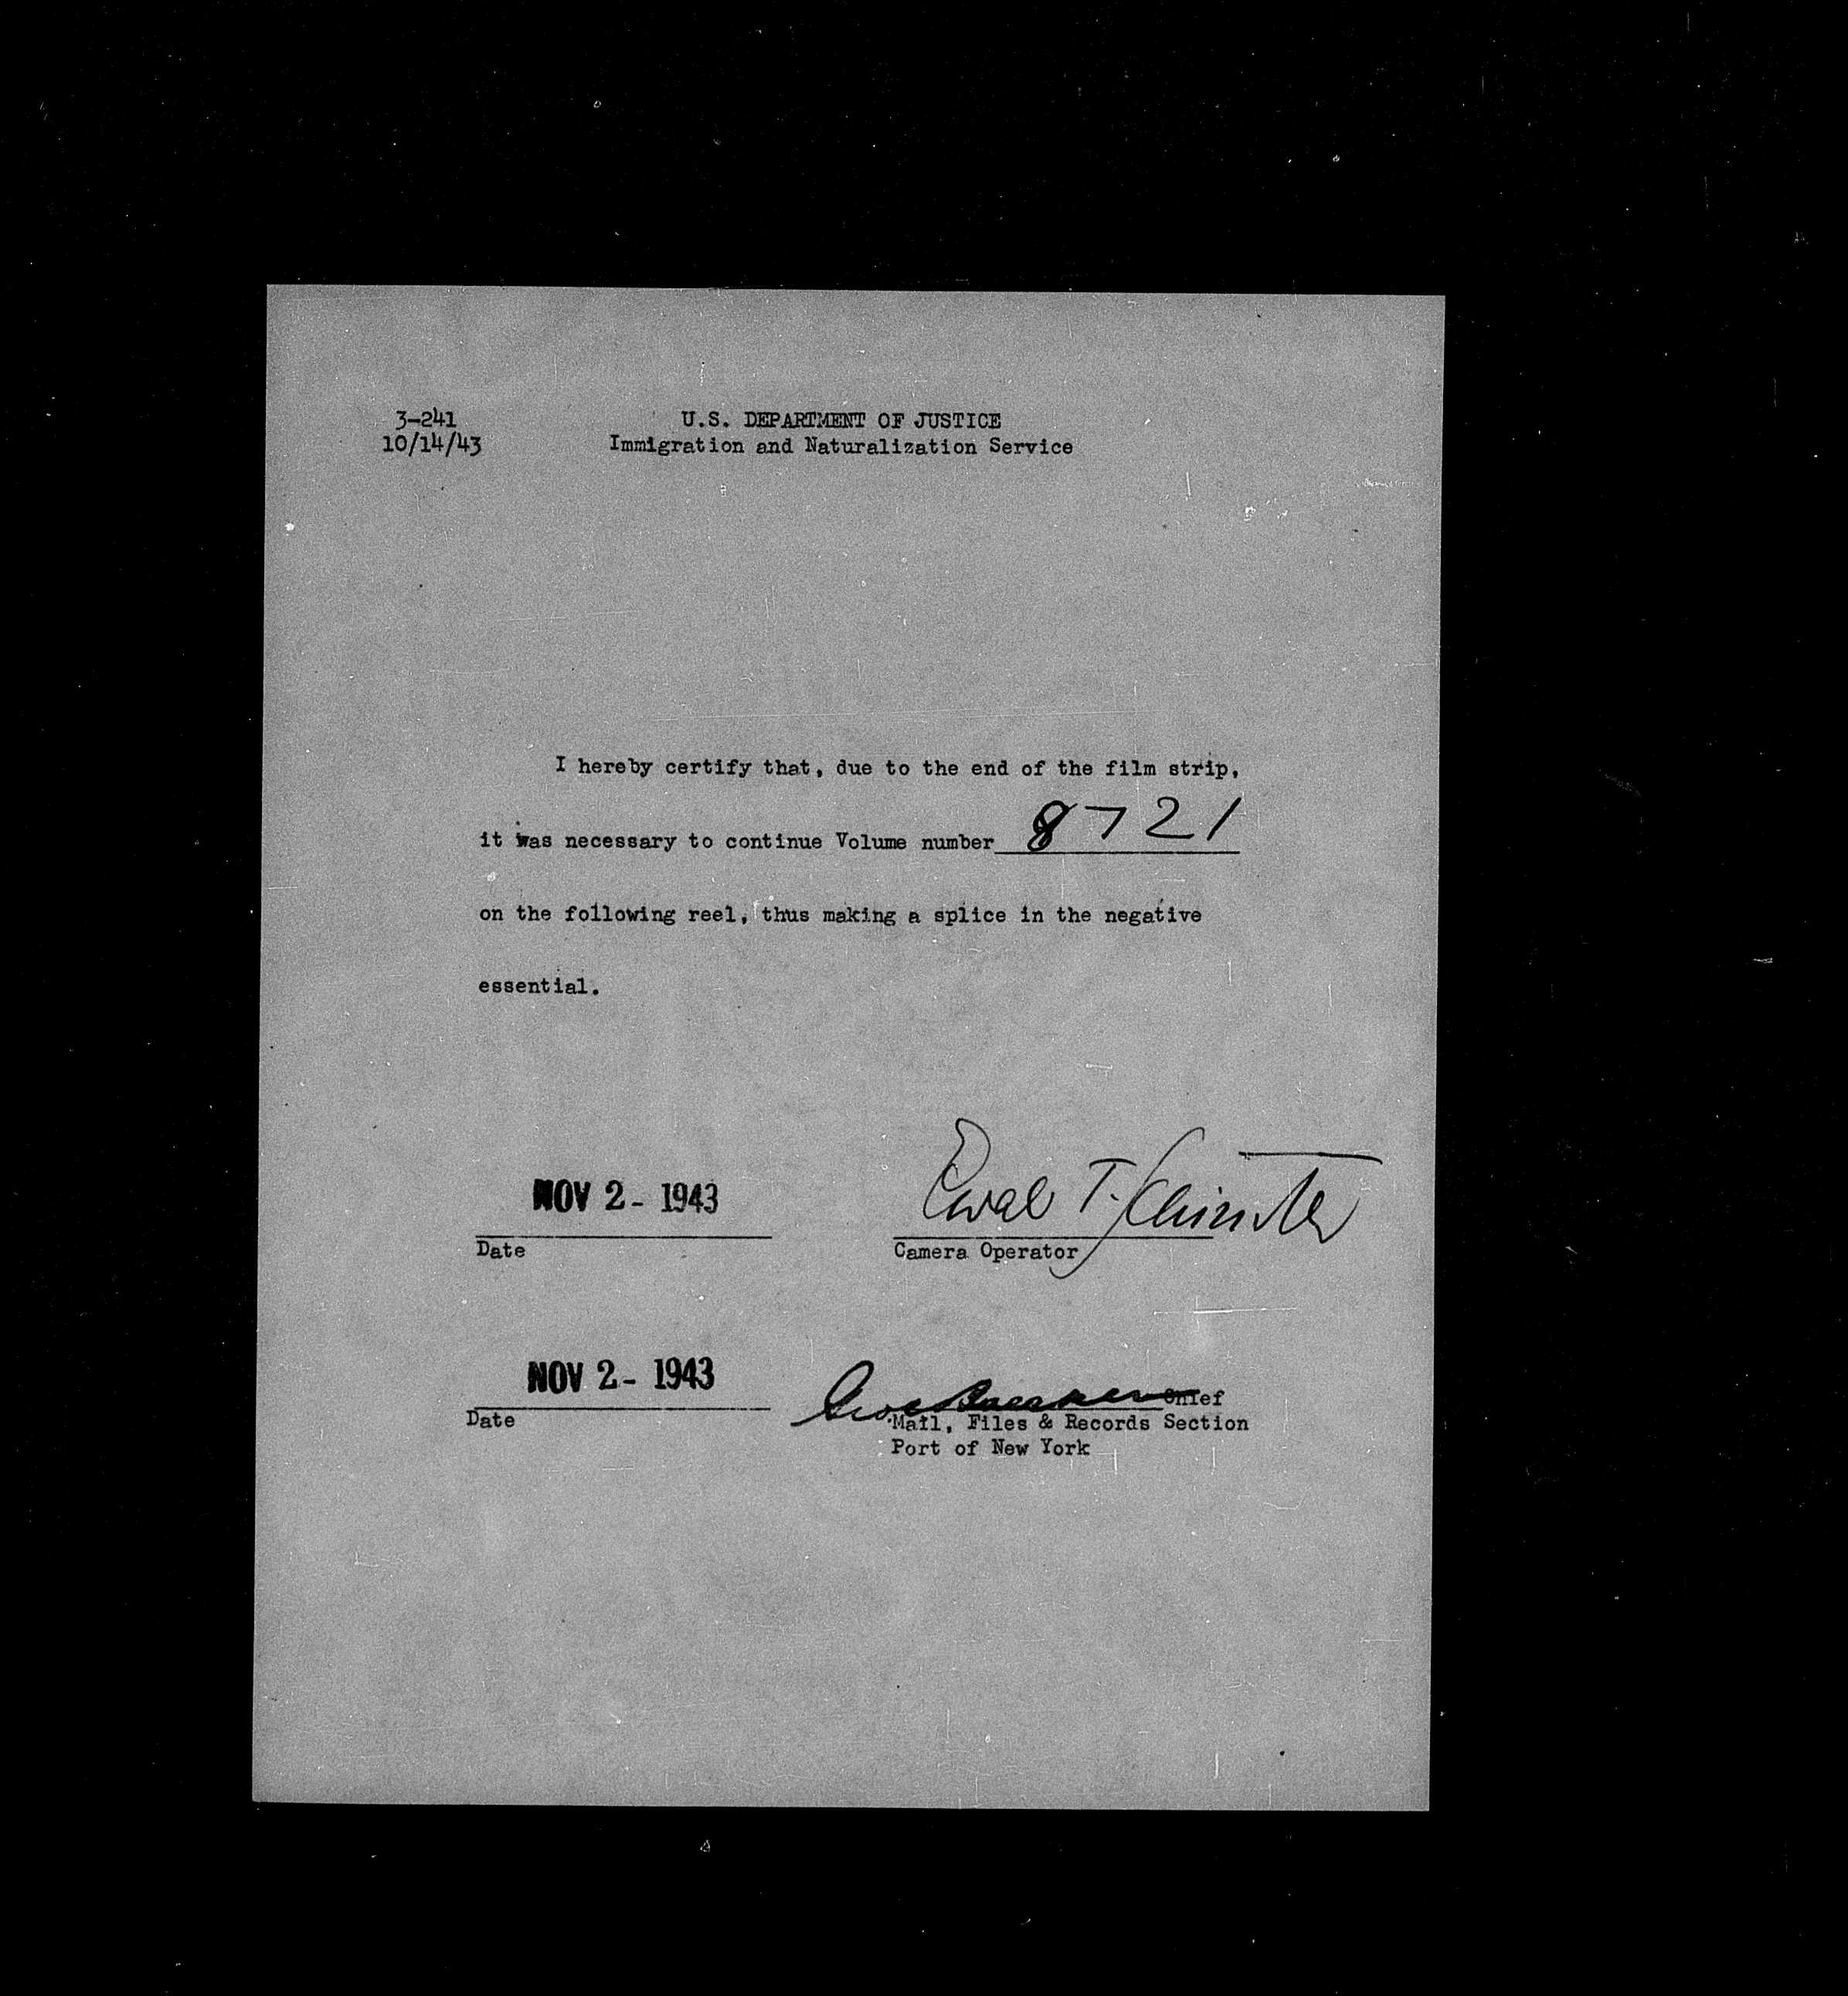 3-241
10/14/43
U.S. DEPARTMENT OF JUSTICE
Immigration and Naturalization Service
I hereby certify that, due to the end of the film strip,
it was necessary to continue Volume number 8721
on the following reel, thus making a splice in the negative
essential.
NOV 2 - 1943
Date
T.
Camera Operator
NOV 2 - 1943
Date
Chief
Mail, Files & Records Section
Port of New York